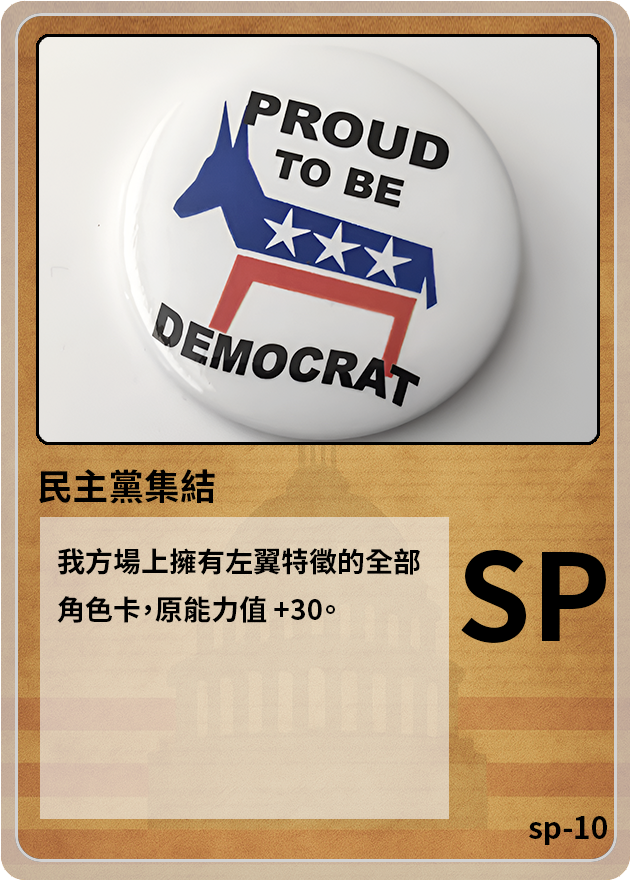 PROUD
TO BE
DEMOCRAT
民主黨集結
我方場上擁有左翼特徵的全部
角色卡,原能力值 +30。
SP
sp-10